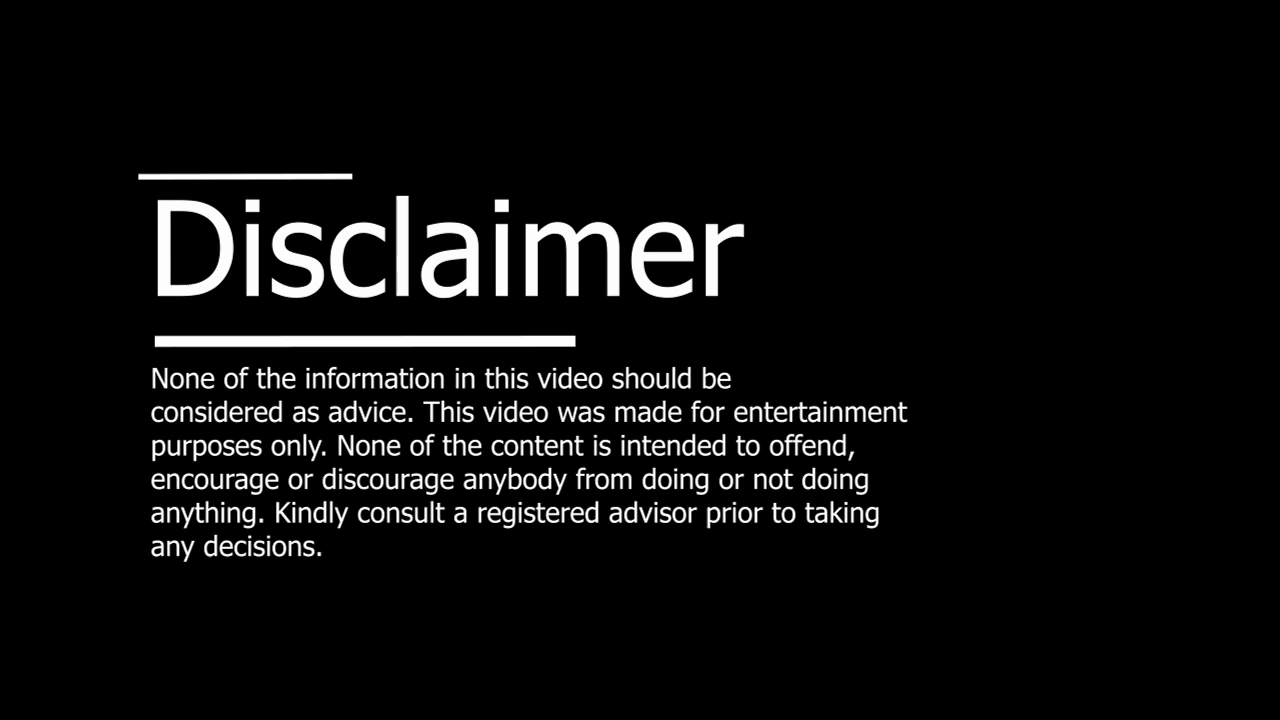 Disclaimer
None of the information in this video should be
considered as advice. This video was made for entertainment
purposes only. None of the content is intended to offend,
encourage or discourage anybody from doing or not doing
anything. Kindly consult a registered advisor prior to taking
any decisions.